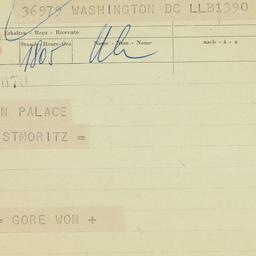 36979 WASHINGTON DC LLB1390
Erhalten - Reçu - Ricevuto
Stunde-Heure-Ora Name - Nom - Nome nach - à - a
1805
070
N PALACE
STMORITZ =
= GORE WON +